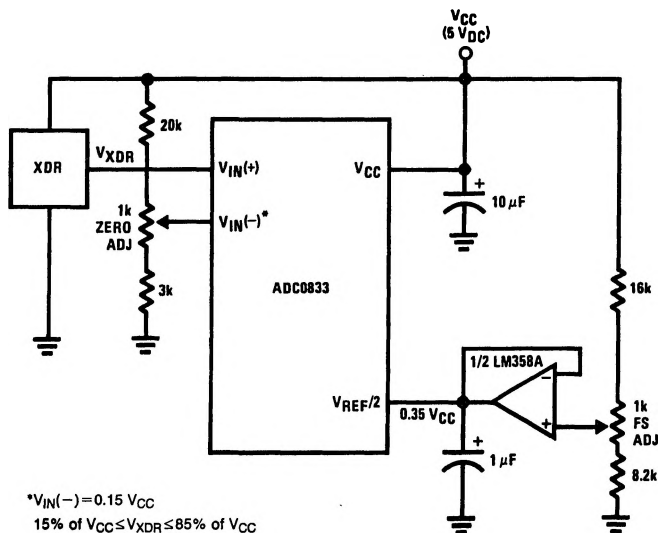 VCC
(5 VDC)
20k
XDR
VXDR
VIN(+)
VCC
+
10 µF
1k
ZERO
ADJ
VIN(−)*
3k
ADC0833
16k
1/2 LM358A
−
+
VREF/2
0.35 VCC
1k
FS
ADJ
+
1 µF
8.2k
*VIN(−)=0.15 VCC
15% of VCC≤VXDR≤85% of VCC